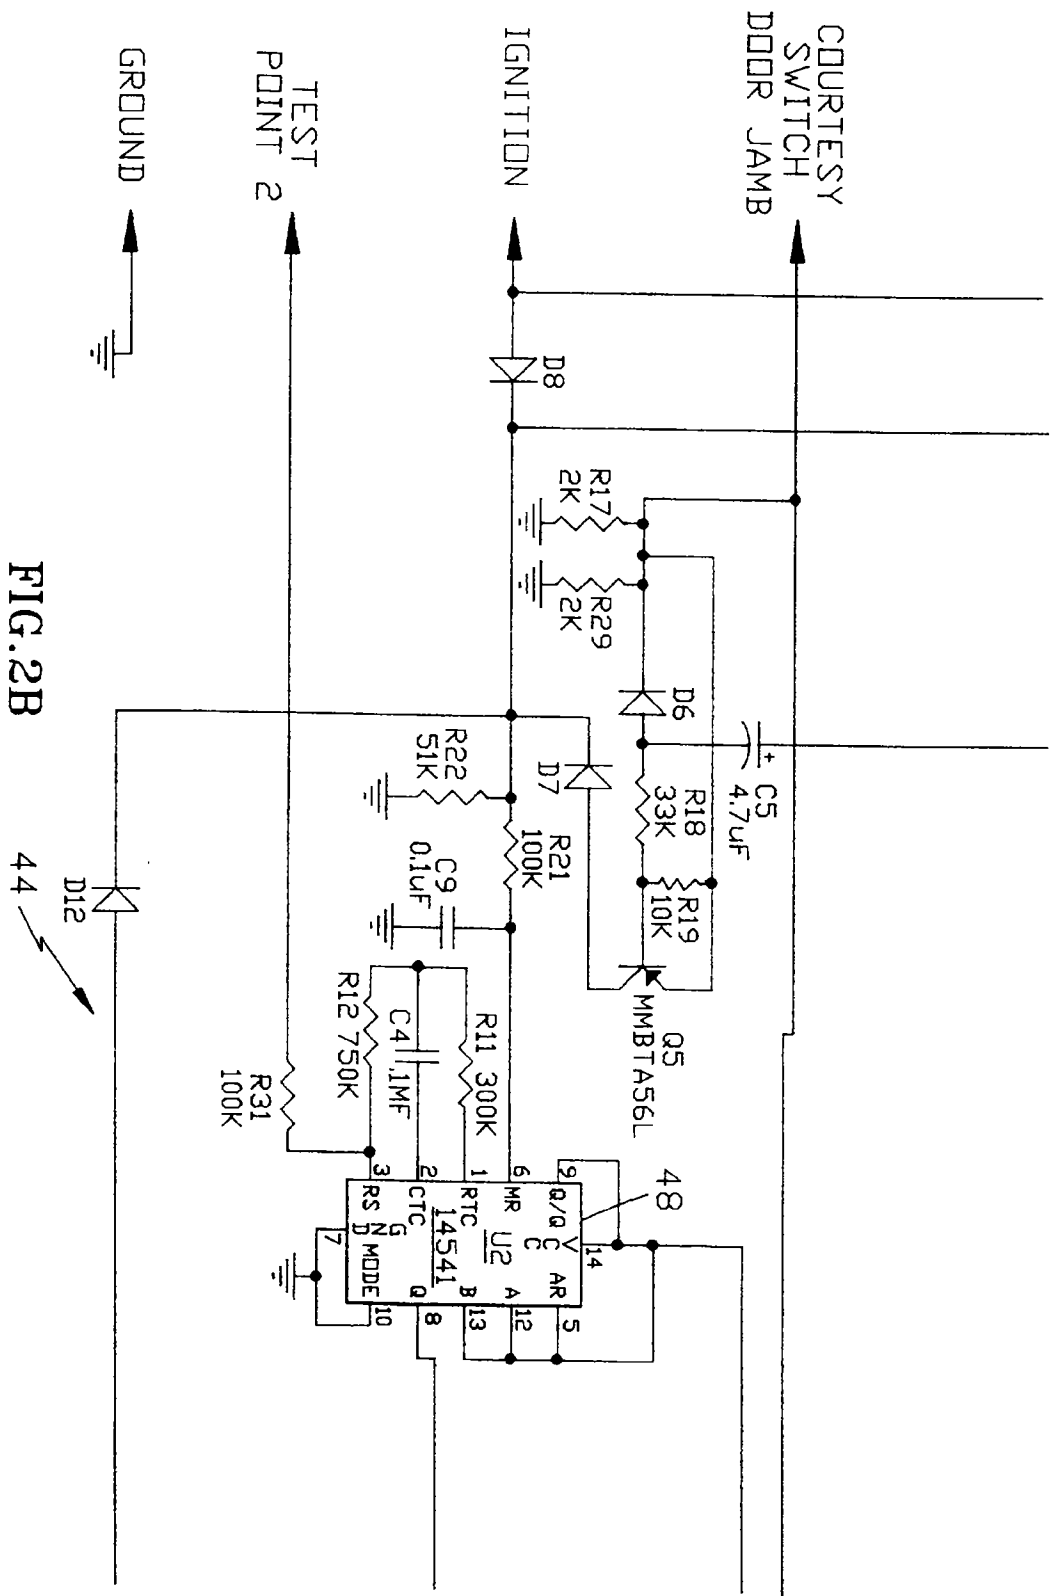 COURTESY
SWITCH
DOOR JAMB
IGNITION
TEST
POINT 2
GROUND
D8
R17
2K
R29
2K
D6
C5
4.7uF
+
R18
33K
R19
10K
Q5
MMBTA56L
D7
R22
51K
R21
100K
C9
0.1uF
R11 300K
C4 .1MF
R12 750K
R31
100K
D12
44
48
9 Q/Q
6 MR
1 RTC
2 CTC
3 RS
14 VCC
U2
14541
GND 7
AR 5
A 12
B 13
Q 8
MODE 10
FIG.2B